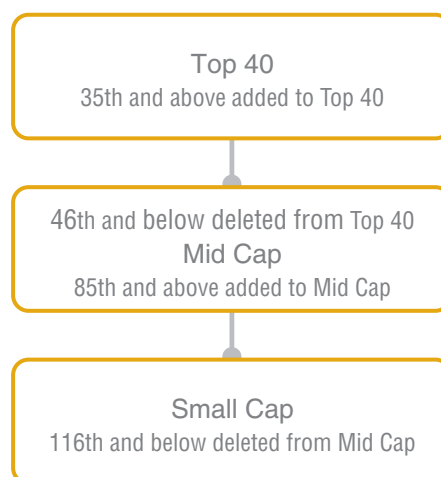 Top 40
35th and above added to Top 40
46th and below deleted from Top 40
Mid Cap
85th and above added to Mid Cap
Small Cap
116th and below deleted from Mid Cap